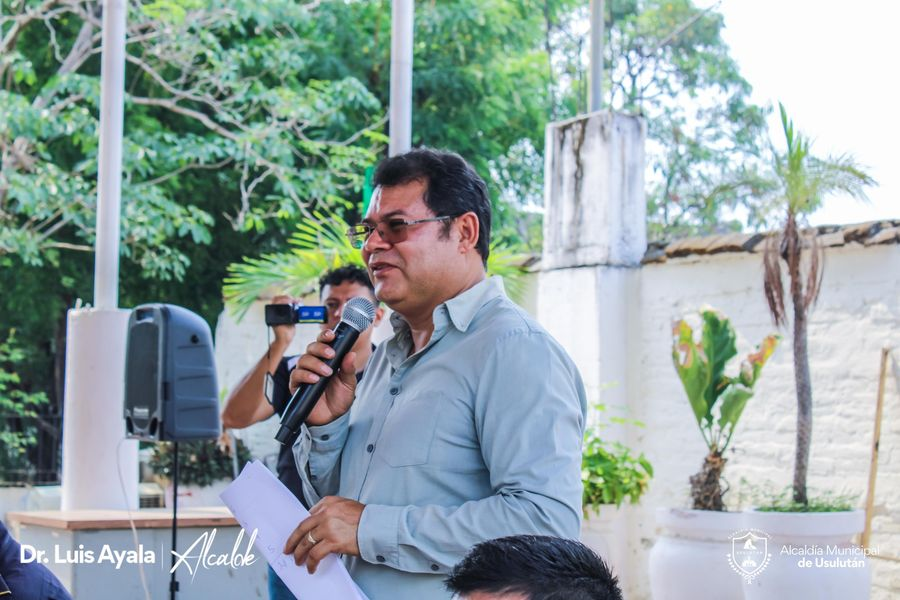 Dr. Luis Ayala | Alcalde
Alcaldía Municipal
de Usulután